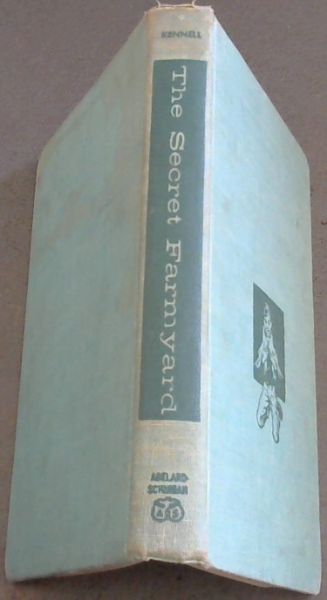 KENNELL
The Secret Farmyard
ABELARD-
SCHUMAN
A S